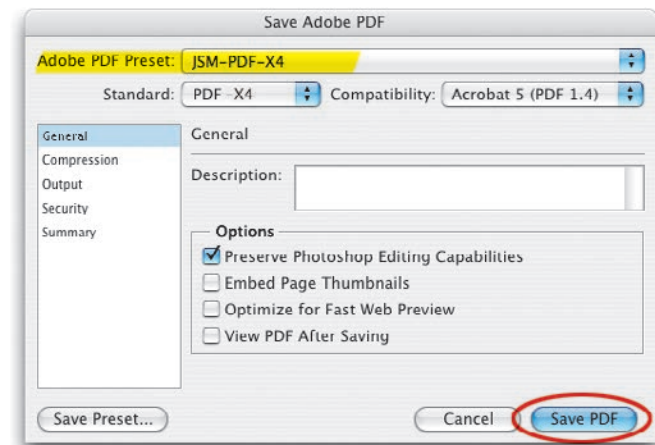 Save Adobe PDF
Adobe PDF Preset: JSM-PDF-X4
Standard: PDF-X4 Compatibility: Acrobat 5 (PDF 1.4)
General
Compression
Output
Security
Summary
General
Description:
Options
Preserve Photoshop Editing Capabilities
Embed Page Thumbnails
Optimize for Fast Web Preview
View PDF After Saving
Save Preset... Cancel Save PDF